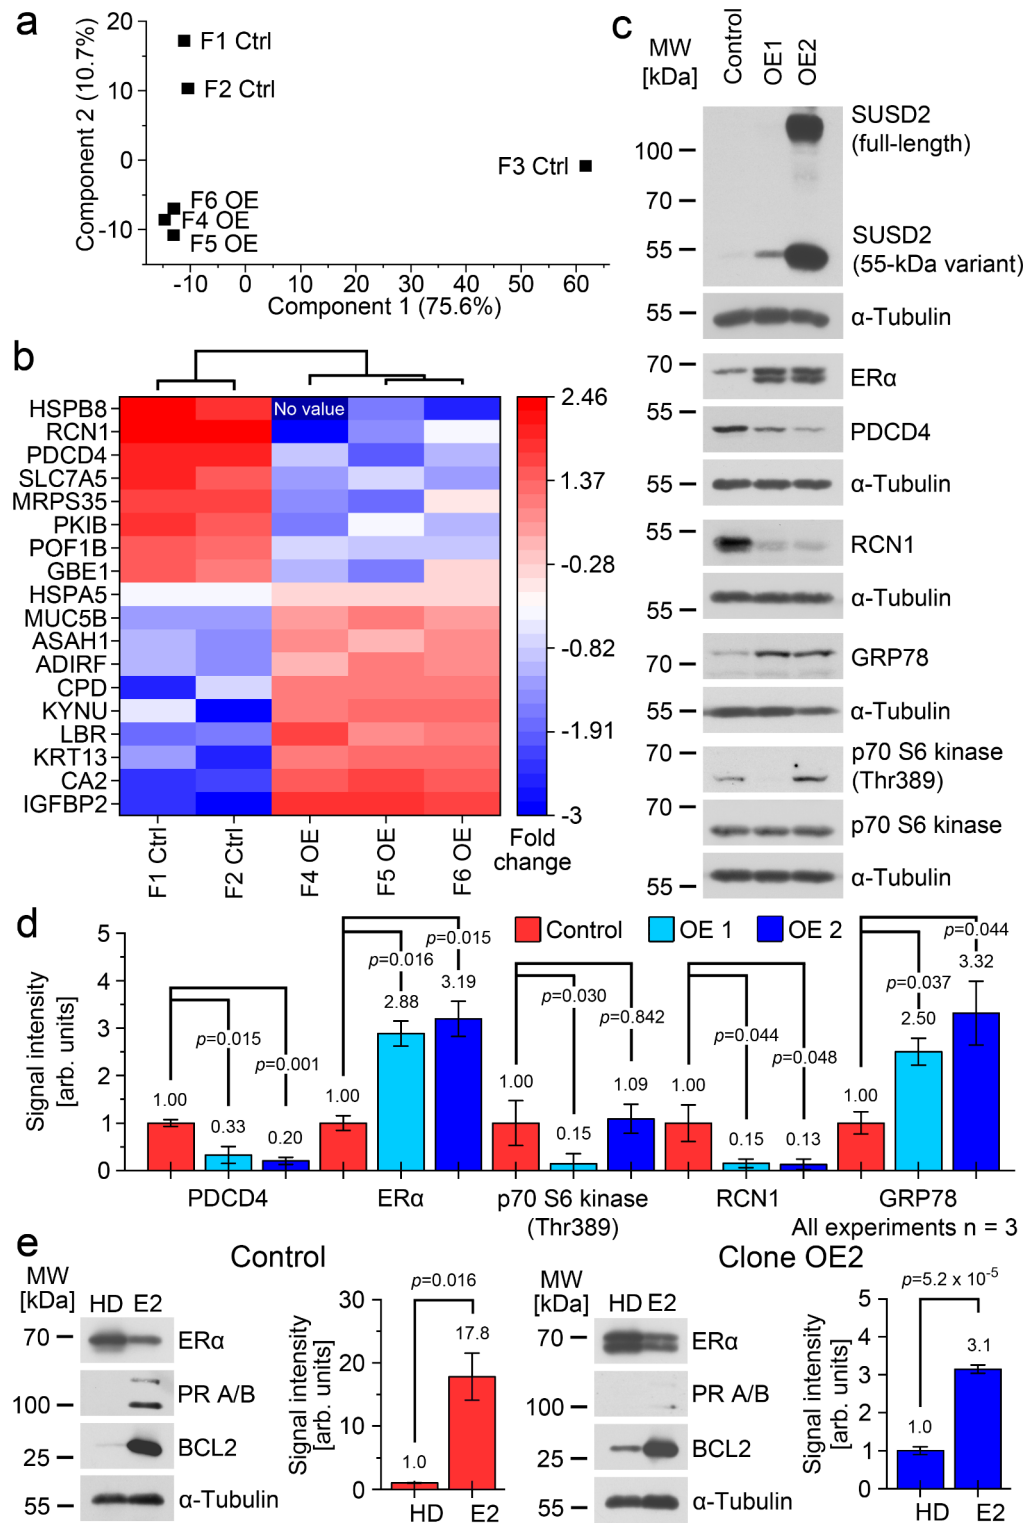 a
Component 2 (10.7%)
20
10
0
-10
F1 Ctrl
F2 Ctrl
F3 Ctrl
F6 OE
F4 OE
F5 OE
-10 0 10 20 30 40 50 60
Component 1 (75.6%)
b
HSPB8
RCN1
PDCD4
SLC7A5
MRPS35
PKIB
POF1B
GBE1
HSPA5
MUC5B
ASAH1
ADIRF
CPD
KYNU
LBR
KRT13
CA2
IGFBP2
No value
2.46
1.37
-0.28
-0.82
-1.91
-3
Fold
change
F1 Ctrl
F2 Ctrl
F4 OE
F5 OE
F6 OE
c
MW
[kDa]
Control
OE1
OE2
100
70
55
SUSD2
(full-length)
SUSD2
(55-kDa variant)
55
α-Tubulin
70
ERα
55
PDCD4
55
α-Tubulin
55
RCN1
55
α-Tubulin
70
GRP78
55
α-Tubulin
70
p70 S6 kinase
(Thr389)
70
p70 S6 kinase
55
α-Tubulin
d
Control
OE 1
OE 2
Signal intensity
[arb. units]
5
4
3
2
1
0
1.00
0.33
0.20
p=0.015
p=0.001
PDCD4
1.00
2.88
3.19
p=0.016
p=0.015
ERα
1.00
0.15
1.09
p=0.030
p=0.842
p70 S6 kinase
(Thr389)
1.00
0.15
0.13
p=0.044
p=0.048
RCN1
1.00
2.50
3.32
p=0.037
p=0.044
GRP78
All experiments n = 3
e
Control
MW
[kDa]
HD E2
70
ERα
PR A/B
100
BCL2
25
55
α-Tubulin
Signal intensity
[arb. units]
30
20
10
0
p=0.016
17.8
1.0
HD
E2
Clone OE2
MW
[kDa]
HD E2
70
ERα
PR A/B
100
BCL2
25
55
α-Tubulin
Signal intensity
[arb. units]
5
4
3
2
1
0
p=5.2 x 10⁻⁵
3.1
1.0
HD
E2